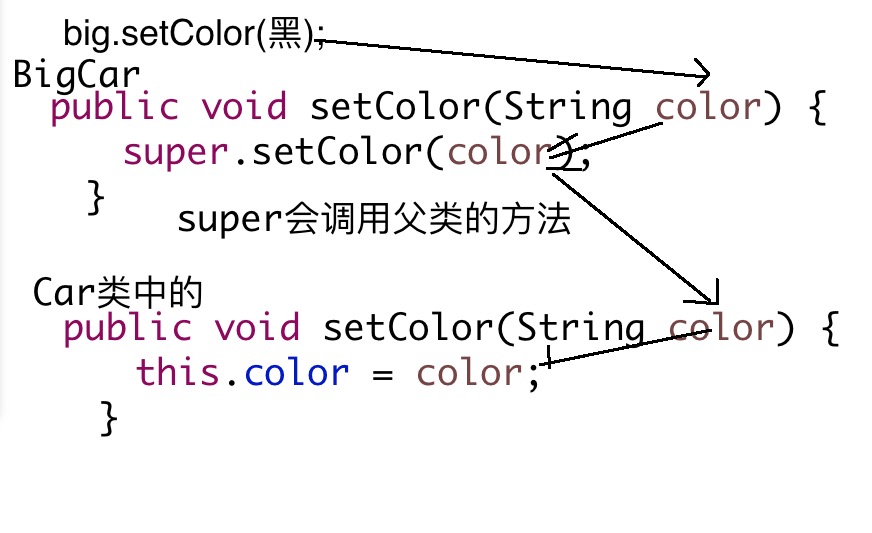 big.setColor(黑);
BigCar
public void setColor(String color) {
super.setColor(color);
}
super会调用父类的方法
Car类中的
public void setColor(String color) {
this.color = color;
}